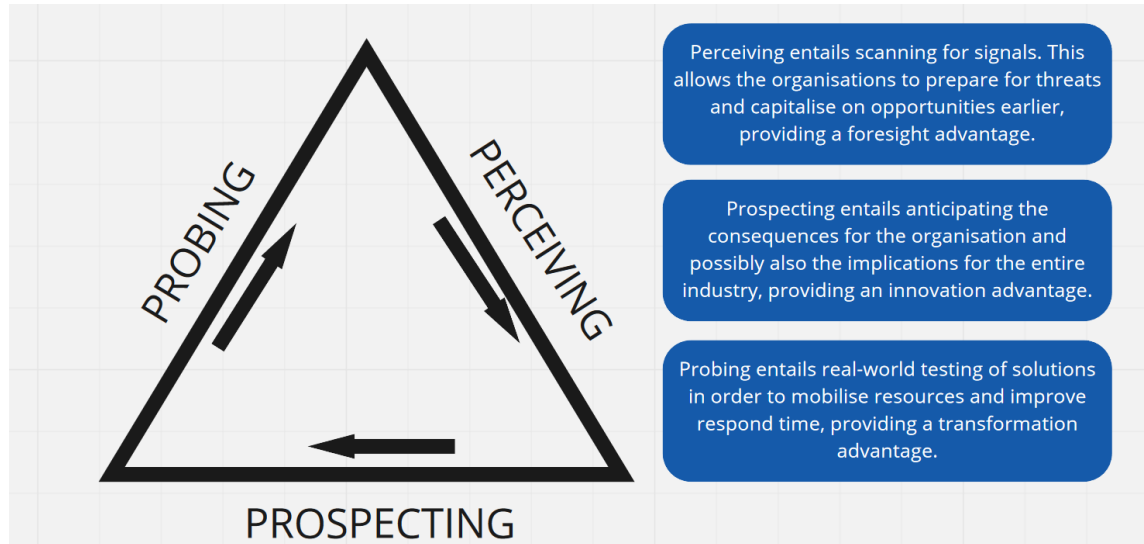 PROBING
PERCEIVING
PROSPECTING
Perceiving entails scanning for signals. This
allows the organisations to prepare for threats
and capitalise on opportunities earlier,
providing a foresight advantage.
Prospecting entails anticipating the
consequences for the organisation and
possibly also the implications for the entire
industry, providing an innovation advantage.
Probing entails real-world testing of solutions
in order to mobilise resources and improve
respond time, providing a transformation
advantage.